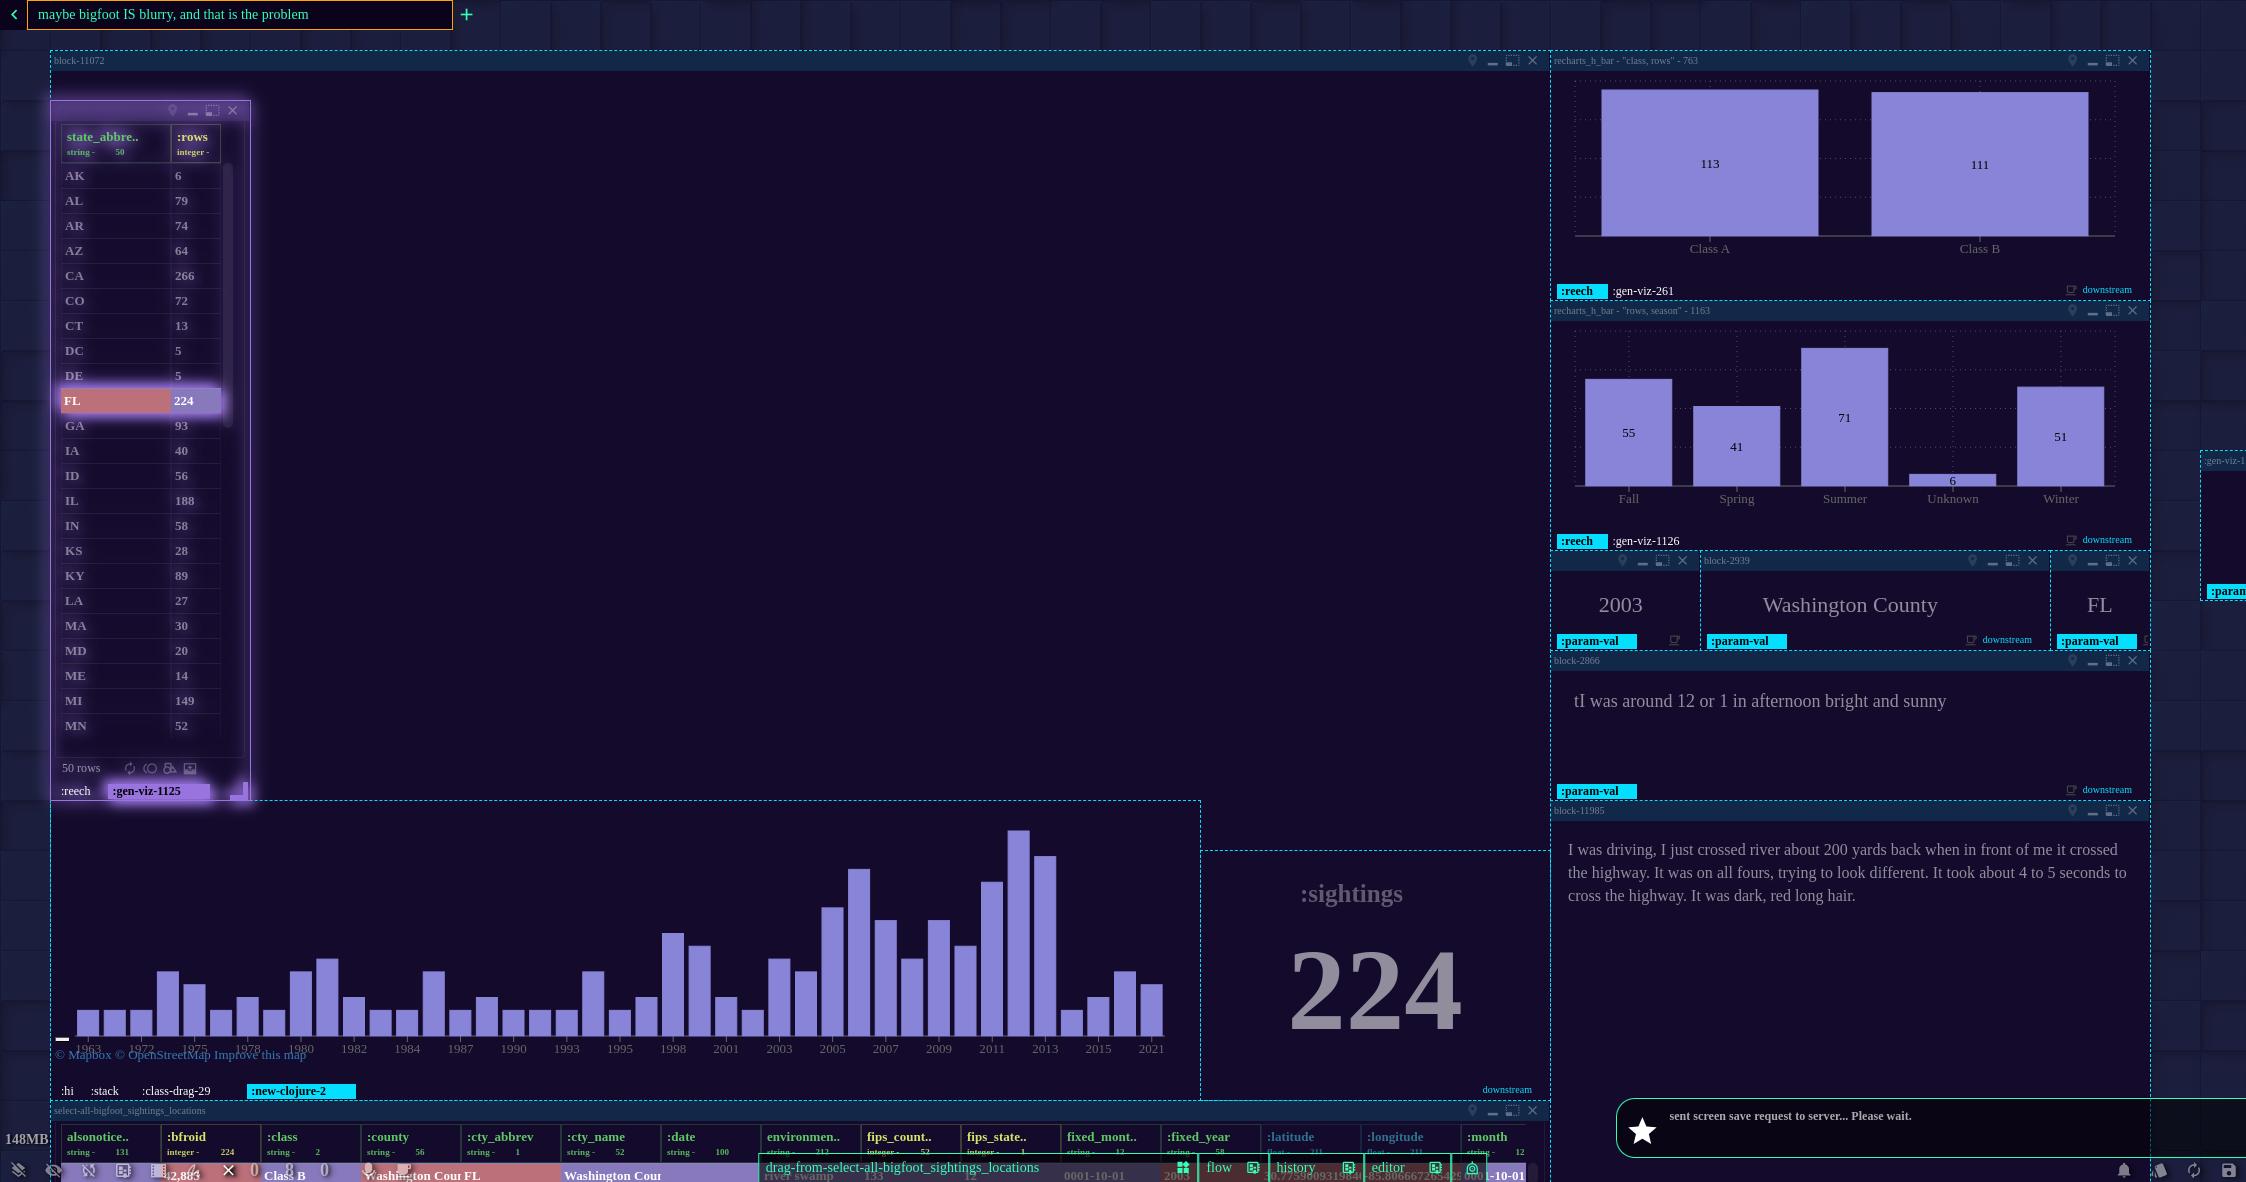 maybe bigfoot IS blurry, and that is the problem
block-11072
state_abbre..
:rows
string - 50
integer -
AK 6
AL 79
AR 74
AZ 64
CA 266
CO 72
CT 13
DC 5
DE 5
FL 224
GA 93
IA 40
ID 56
IL 188
IN 58
KS 28
KY 89
LA 27
MA 30
MD 20
ME 14
MI 149
MN 52
50 rows
:reech :gen-viz-1125
recharts_h_bar - "class, rows" - 763
113 111
Class A Class B
:reech :gen-viz-261 downstream
recharts_h_bar - "rows, season" - 1163
55 41 71 6 51
Fall Spring Summer Unknown Winter
:reech :gen-viz-1126 downstream
block-2939
2003 Washington County FL
:param-val :param-val downstream :param-val
block-2866
tI was around 12 or 1 in afternoon bright and sunny
:param-val downstream
block-11985
I was driving, I just crossed river about 200 yards back when in front of me it crossed
the highway. It was on all fours, trying to look different. It took about 4 to 5 seconds to
cross the highway. It was dark, red long hair.
:gen-viz-1
:param
1963 1972 1975 1978 1980 1982 1984 1987 1990 1993 1995 1998 2001 2003 2005 2007 2009 2011 2013 2015 2021
© Mapbox © OpenStreetMap Improve this map
:hi :stack :class-drag-29 :new-clojure-2
:sightings
224
downstream
select-all-bigfoot_sightings_locations
alsonotice.. :bfroid :class :county :cty_abbrev :cty_name :date environmen.. fips_count.. fips_state.. fixed_mont.. :fixed_year :latitude :longitude :month
string - 131 integer - 224 string - 2 string - 56 string - 1 string - 52 string - 100 string - 212 integer - 52 integer - 1 string - 12 string - 58 float - 211 float - 211 string - 12
42,885 Class B Washington Cour FL Washington Cour river swamp 133 12 0001-10-01 2003
drag-from-select-all-bigfoot_sightings_locations flow history editor
148MB
0 8 0
sent screen save request to server... Please wait.